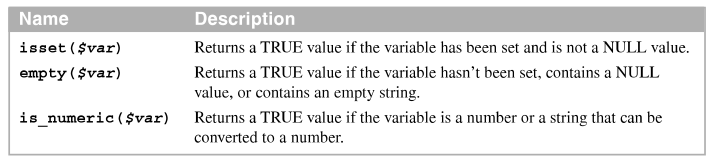 Name Description
isset($var) Returns a TRUE value if the variable has been set and is not a NULL value.
empty($var) Returns a TRUE value if the variable hasn't been set, contains a NULL
value, or contains an empty string.
is_numeric($var) Returns a TRUE value if the variable is a number or a string that can be
converted to a number.